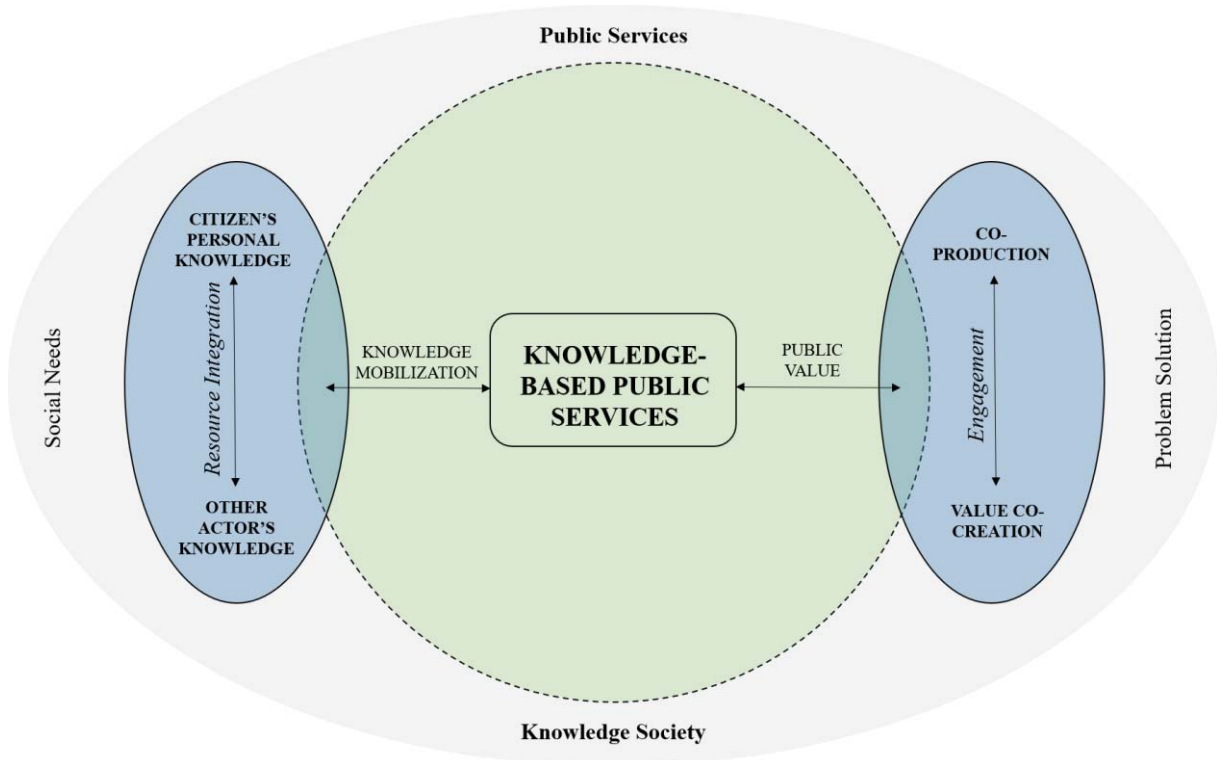 Public Services
Social Needs
CITIZEN'S
PERSONAL
KNOWLEDGE
Resource Integration
OTHER
ACTOR'S
KNOWLEDGE
KNOWLEDGE
MOBILIZATION
KNOWLEDGE-
BASED PUBLIC
SERVICES
PUBLIC
VALUE
CO-
PRODUCTION
Engagement
VALUE CO-
CREATION
Problem Solution
Knowledge Society